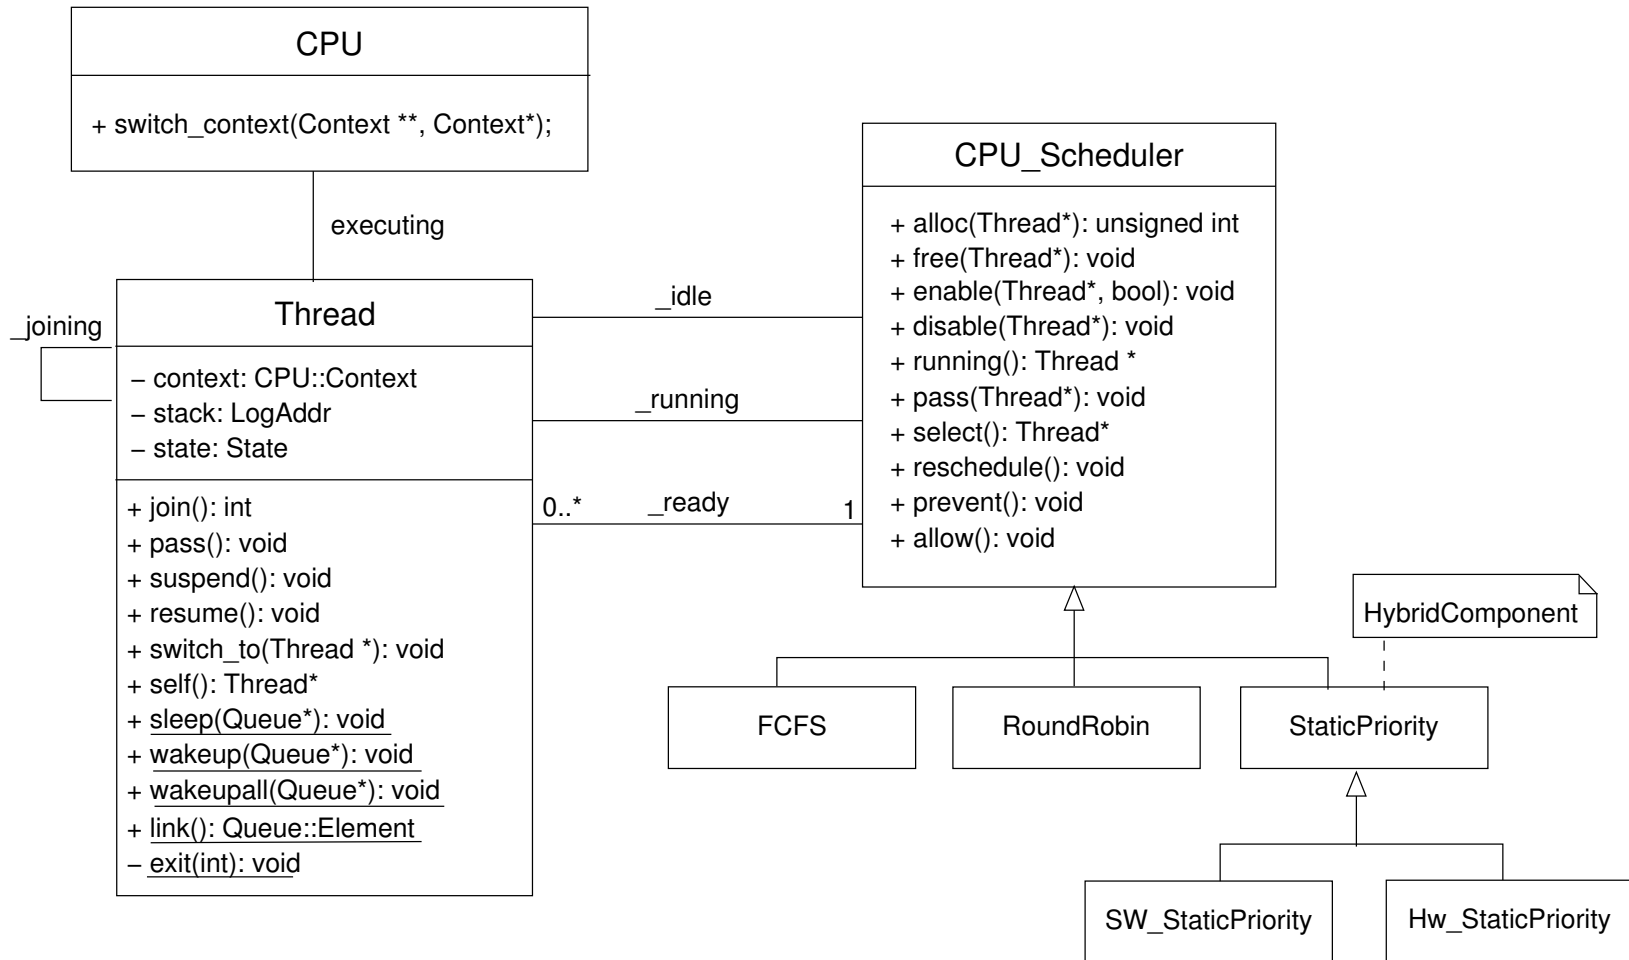 CPU
+ switch_context(Context **, Context*);
executing
_joining
Thread
– context: CPU::Context
– stack: LogAddr
– state: State
+ join(): int
+ pass(): void
+ suspend(): void
+ resume(): void
+ switch_to(Thread *): void
+ self(): Thread*
+ sleep(Queue*): void
+ wakeup(Queue*): void
+ wakeupall(Queue*): void
+ link(): Queue::Element
– exit(int): void
_idle
_running
0..* _ready 1
CPU_Scheduler
+ alloc(Thread*): unsigned int
+ free(Thread*): void
+ enable(Thread*, bool): void
+ disable(Thread*): void
+ running(): Thread *
+ pass(Thread*): void
+ select(): Thread*
+ reschedule(): void
+ prevent(): void
+ allow(): void
HybridComponent
FCFS
RoundRobin
StaticPriority
SW_StaticPriority
Hw_StaticPriority